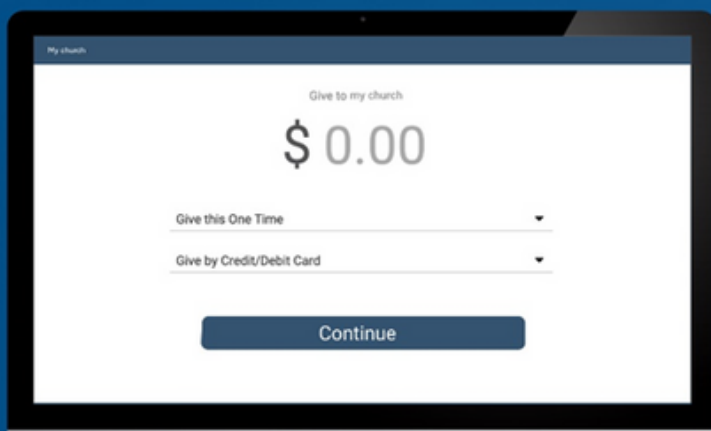 My church
Give to my church
$ 0.00
Give this One Time
Give by Credit/Debit Card
Continue